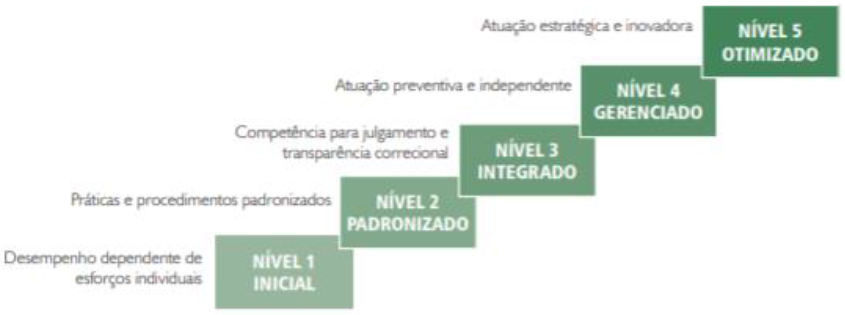 Atuação estratégica e inovadora
NÍVEL 5
OTIMIZADO
Atuação preventiva e independente
NÍVEL 4
GERENCIADO
Competência para julgamento e
transparência correcional
NÍVEL 3
INTEGRADO
Práticas e procedimentos padronizados
NÍVEL 2
PADRONIZADO
Desempenho dependente de
esforços individuais
NÍVEL 1
INICIAL